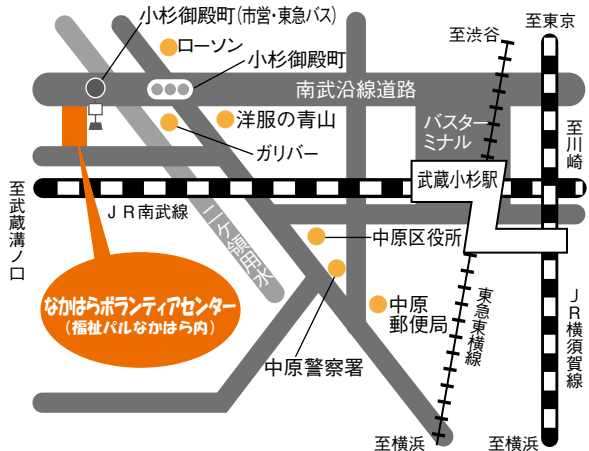 小杉御殿町(市営・東急バス)
ローソン
小杉御殿町
至渋谷
至東京
南武沿線道路
洋服の青山
ガリバー
バスター
ミナル
至川崎
武蔵小杉駅
至武蔵溝ノ口
JR南武線
二ケ領用水
中原区役所
なかはらボランティアセンター
(福祉パルなかはら内)
中原
郵便局
東急東横線
JR横須賀線
中原警察署
至横浜
至横浜